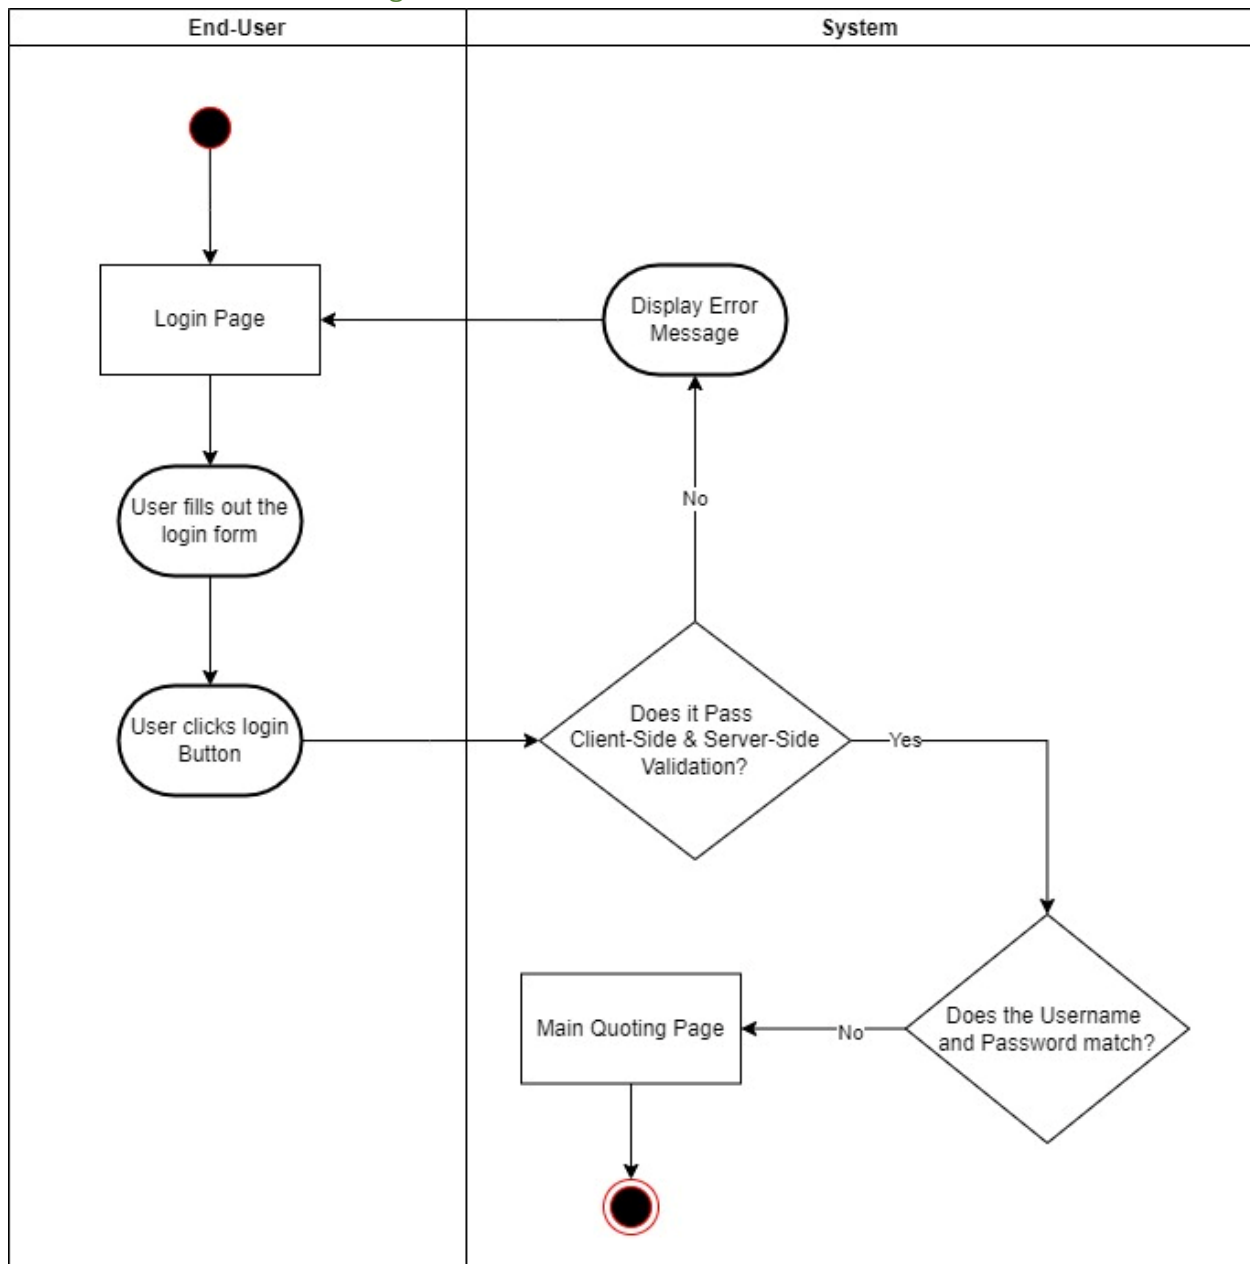 End-User
System
Login Page
Display Error
Message
User fills out the
login form
No
User clicks login
Button
Does it Pass
Client-Side & Server-Side
Validation?
Yes
Main Quoting Page
No
Does the Username
and Password match?